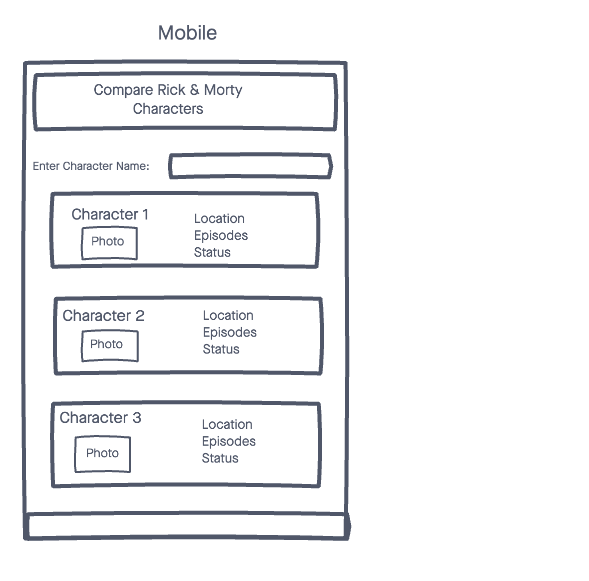 Mobile
Compare Rick & Morty
Characters
Enter Character Name:
Character 1
Photo
Location
Episodes
Status
Character 2
Photo
Location
Episodes
Status
Character 3
Photo
Location
Episodes
Status